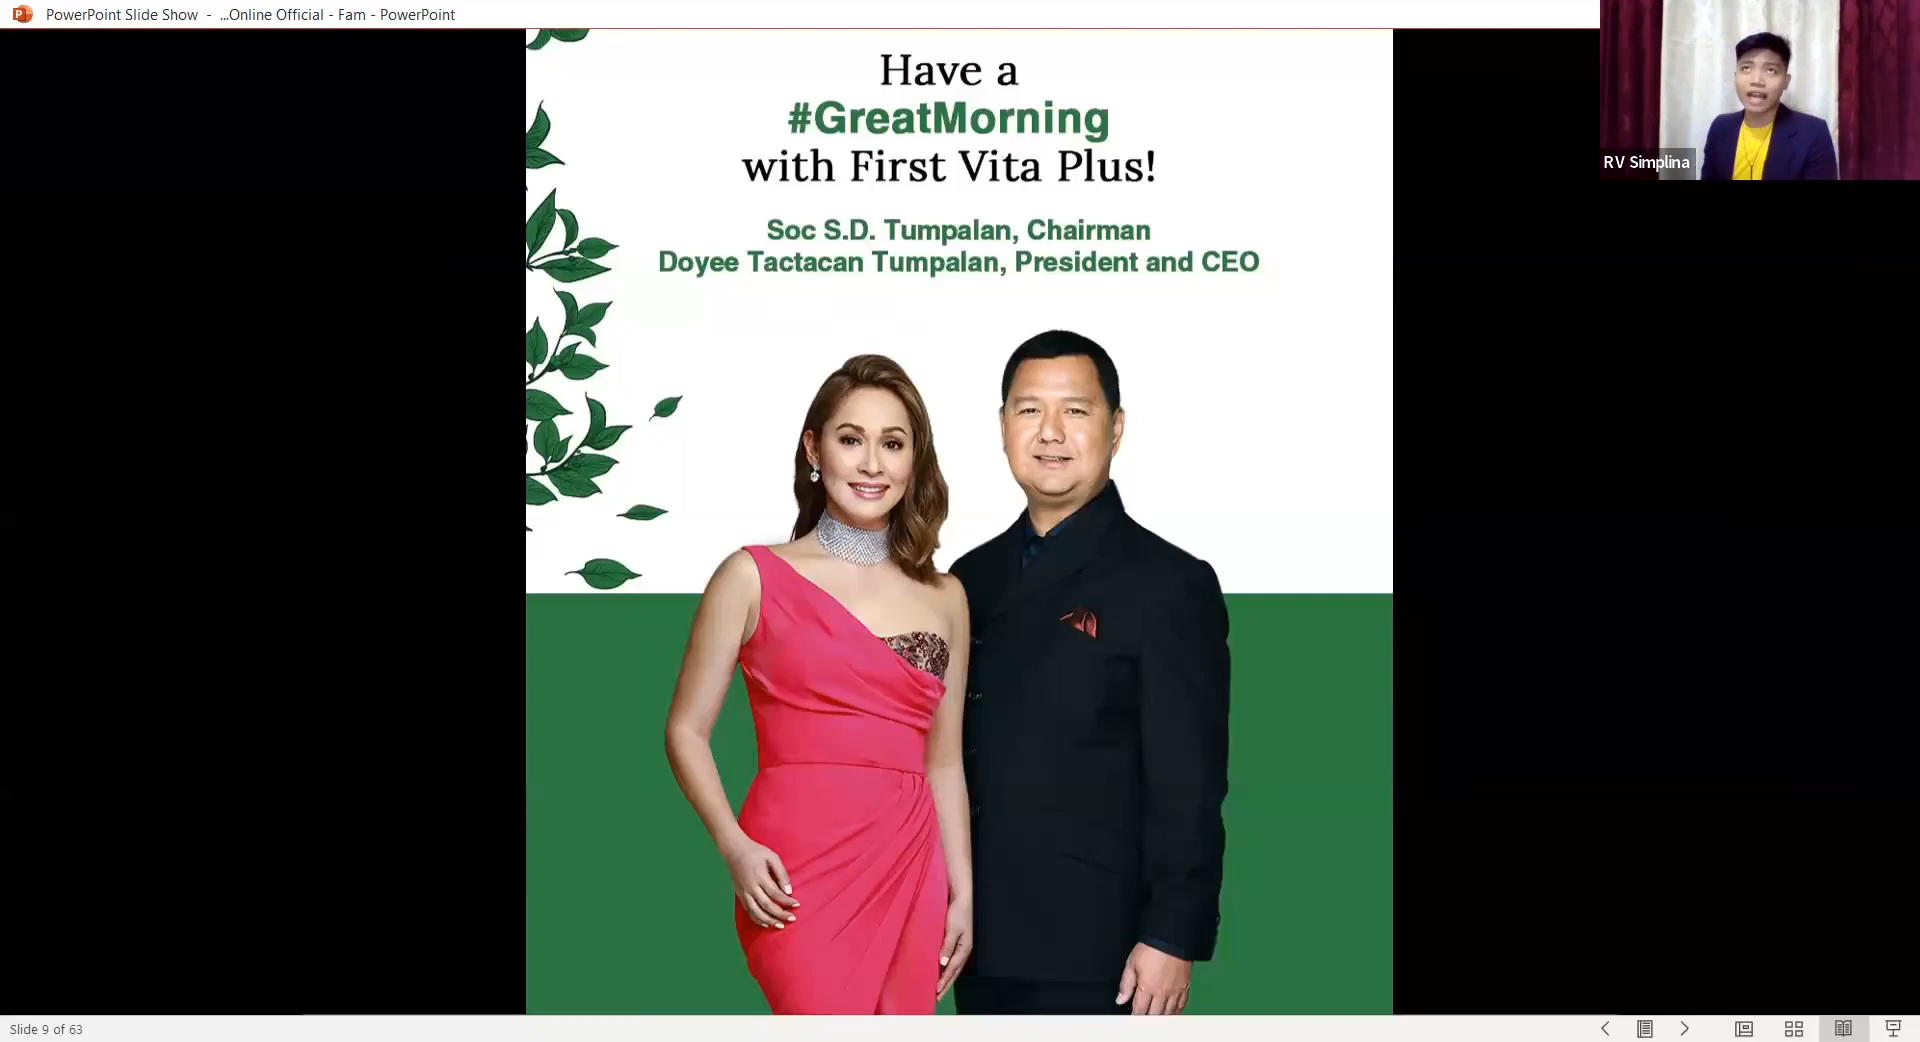 PowerPoint Slide Show - ...Online Official - Fam - PowerPoint
Have a
#GreatMorning
with First Vita Plus!
Soc S.D. Tumpalan, Chairman
Doyee Tactacan Tumpalan, President and CEO
RV Simplina
Slide 9 of 63